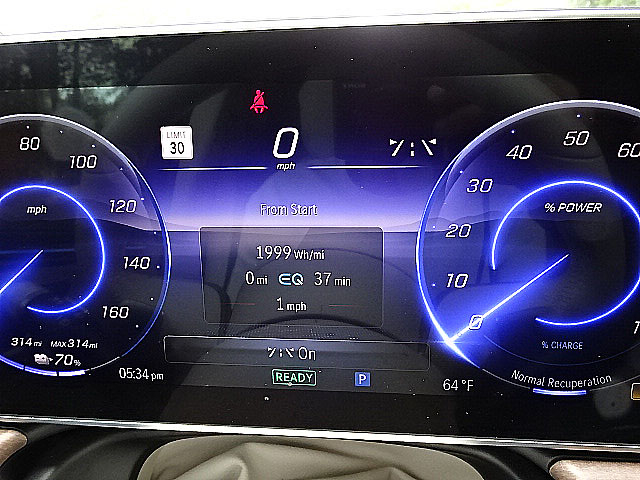 80
100
120
140
160
mph
314 mi MAX 314 mi
70%
05:34 pm
LIMIT
30
0
mph
From Start
1999 Wh/mi
0 mi EQ 37 min
1 mph
On
READY
P
64 °F
60
50
40
30
20
10
0
% POWER
% CHARGE
Normal Recuperation